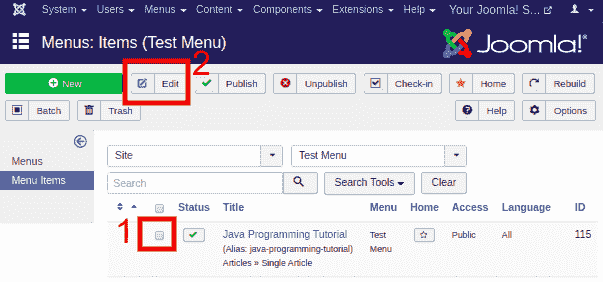 System Users Menus Content Components Extensions Help Your Joomla! S...
Menus: Items (Test Menu)
Joomla!®
New Edit 2 Publish Unpublish Check-in Home Rebuild
Batch Trash Help Options
Menus
Menu Items
Site Test Menu
Search Search Tools Clear
Status Title Menu Home Access Language ID
1 Java Programming Tutorial Test Public All 115
(Alias: java-programming-tutorial) Menu
Articles » Single Article